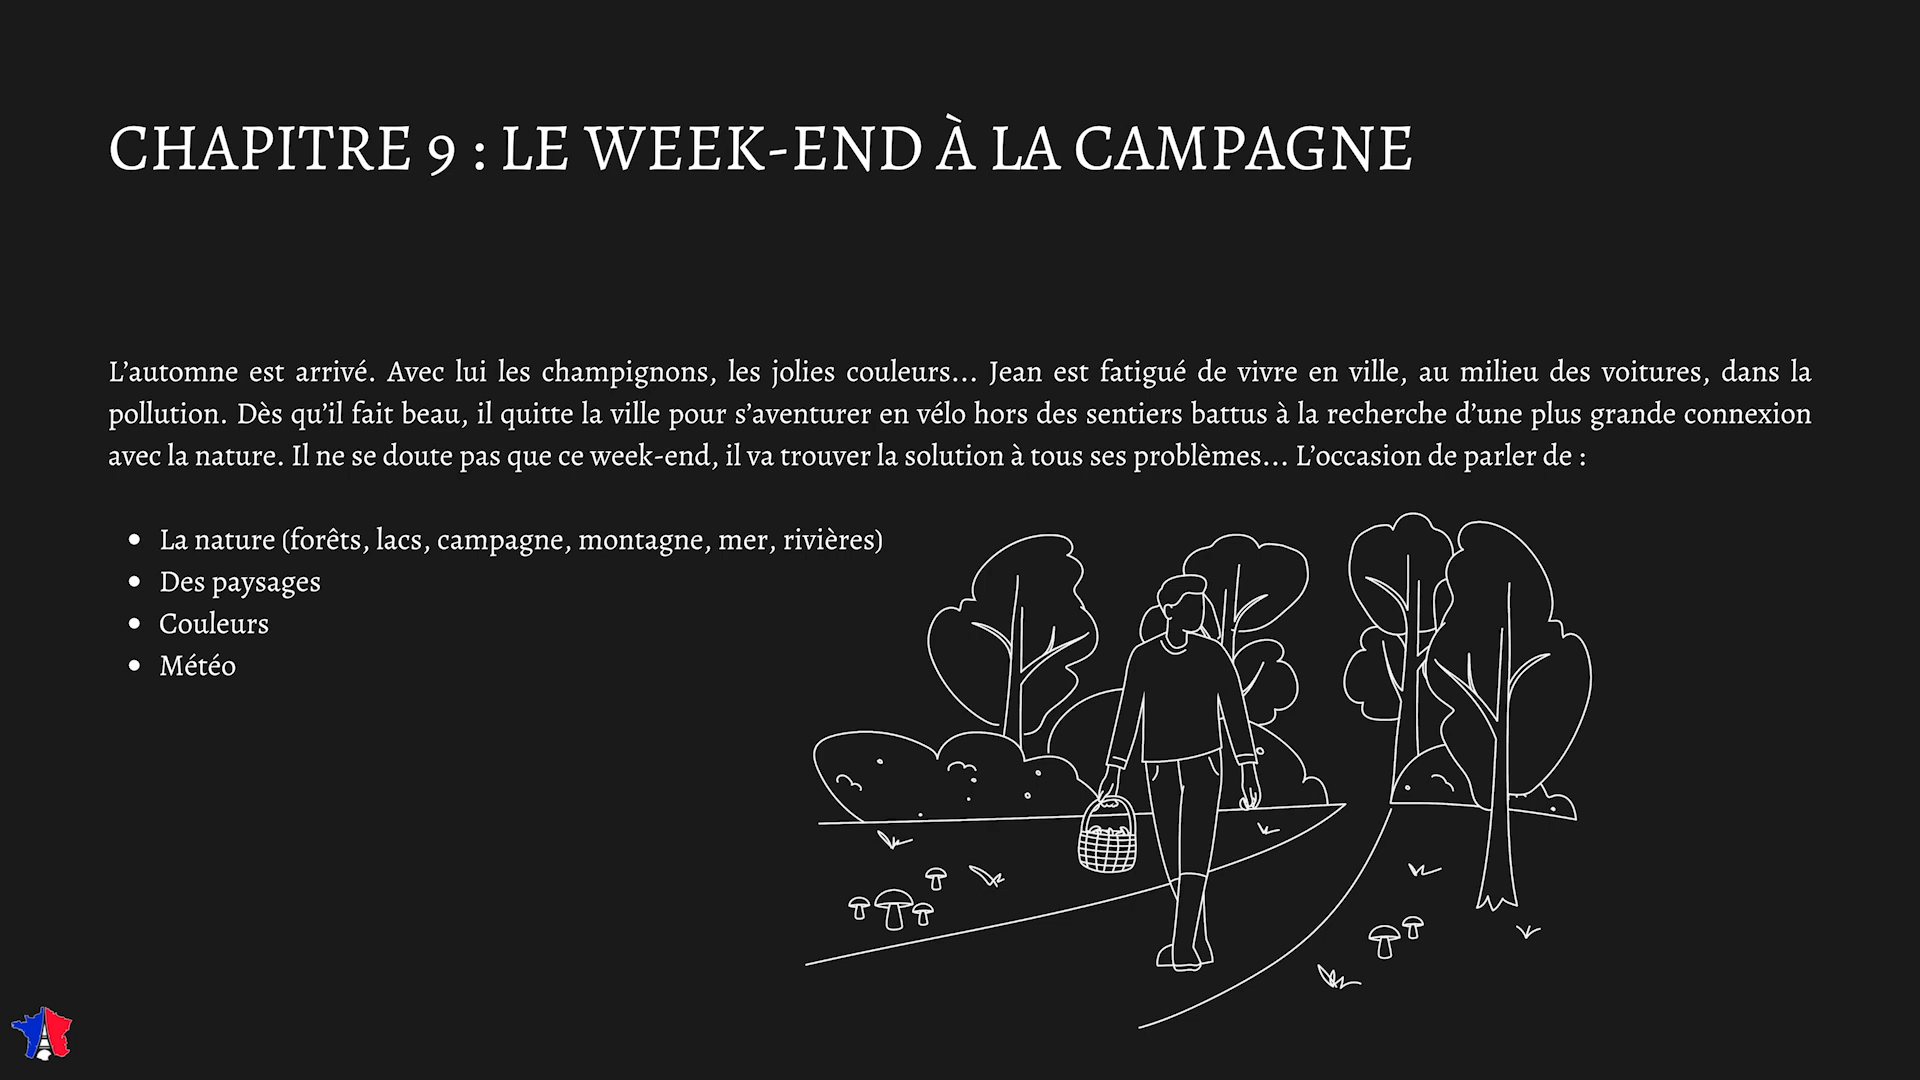 CHAPITRE 9 : LE WEEK-END À LA CAMPAGNE
L’automne est arrivé. Avec lui les champignons, les jolies couleurs... Jean est fatigué de vivre en ville, au milieu des voitures, dans la
pollution. Dès qu’il fait beau, il quitte la ville pour s’aventurer en vélo hors des sentiers battus à la recherche d’une plus grande connexion
avec la nature. Il ne se doute pas que ce week-end, il va trouver la solution à tous ses problèmes... L’occasion de parler de :
• La nature (forêts, lacs, campagne, montagne, mer, rivières)
• Des paysages
• Couleurs
• Météo